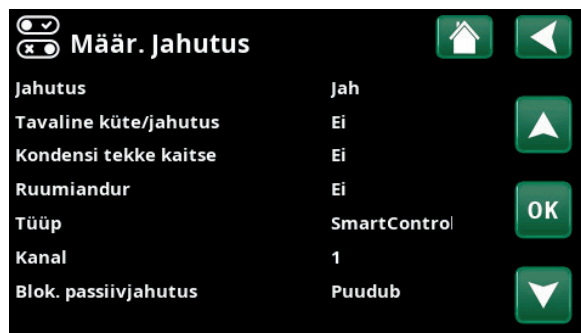 Määr. Jahutus
Jahutus Jah
Tavaline küte/jahutus Ei
Kondensi tekke kaitse Ei
Ruumiandur Ei
Tüüp SmartControl
Kanal 1
Blok. passiivjahutus Puudub
OK